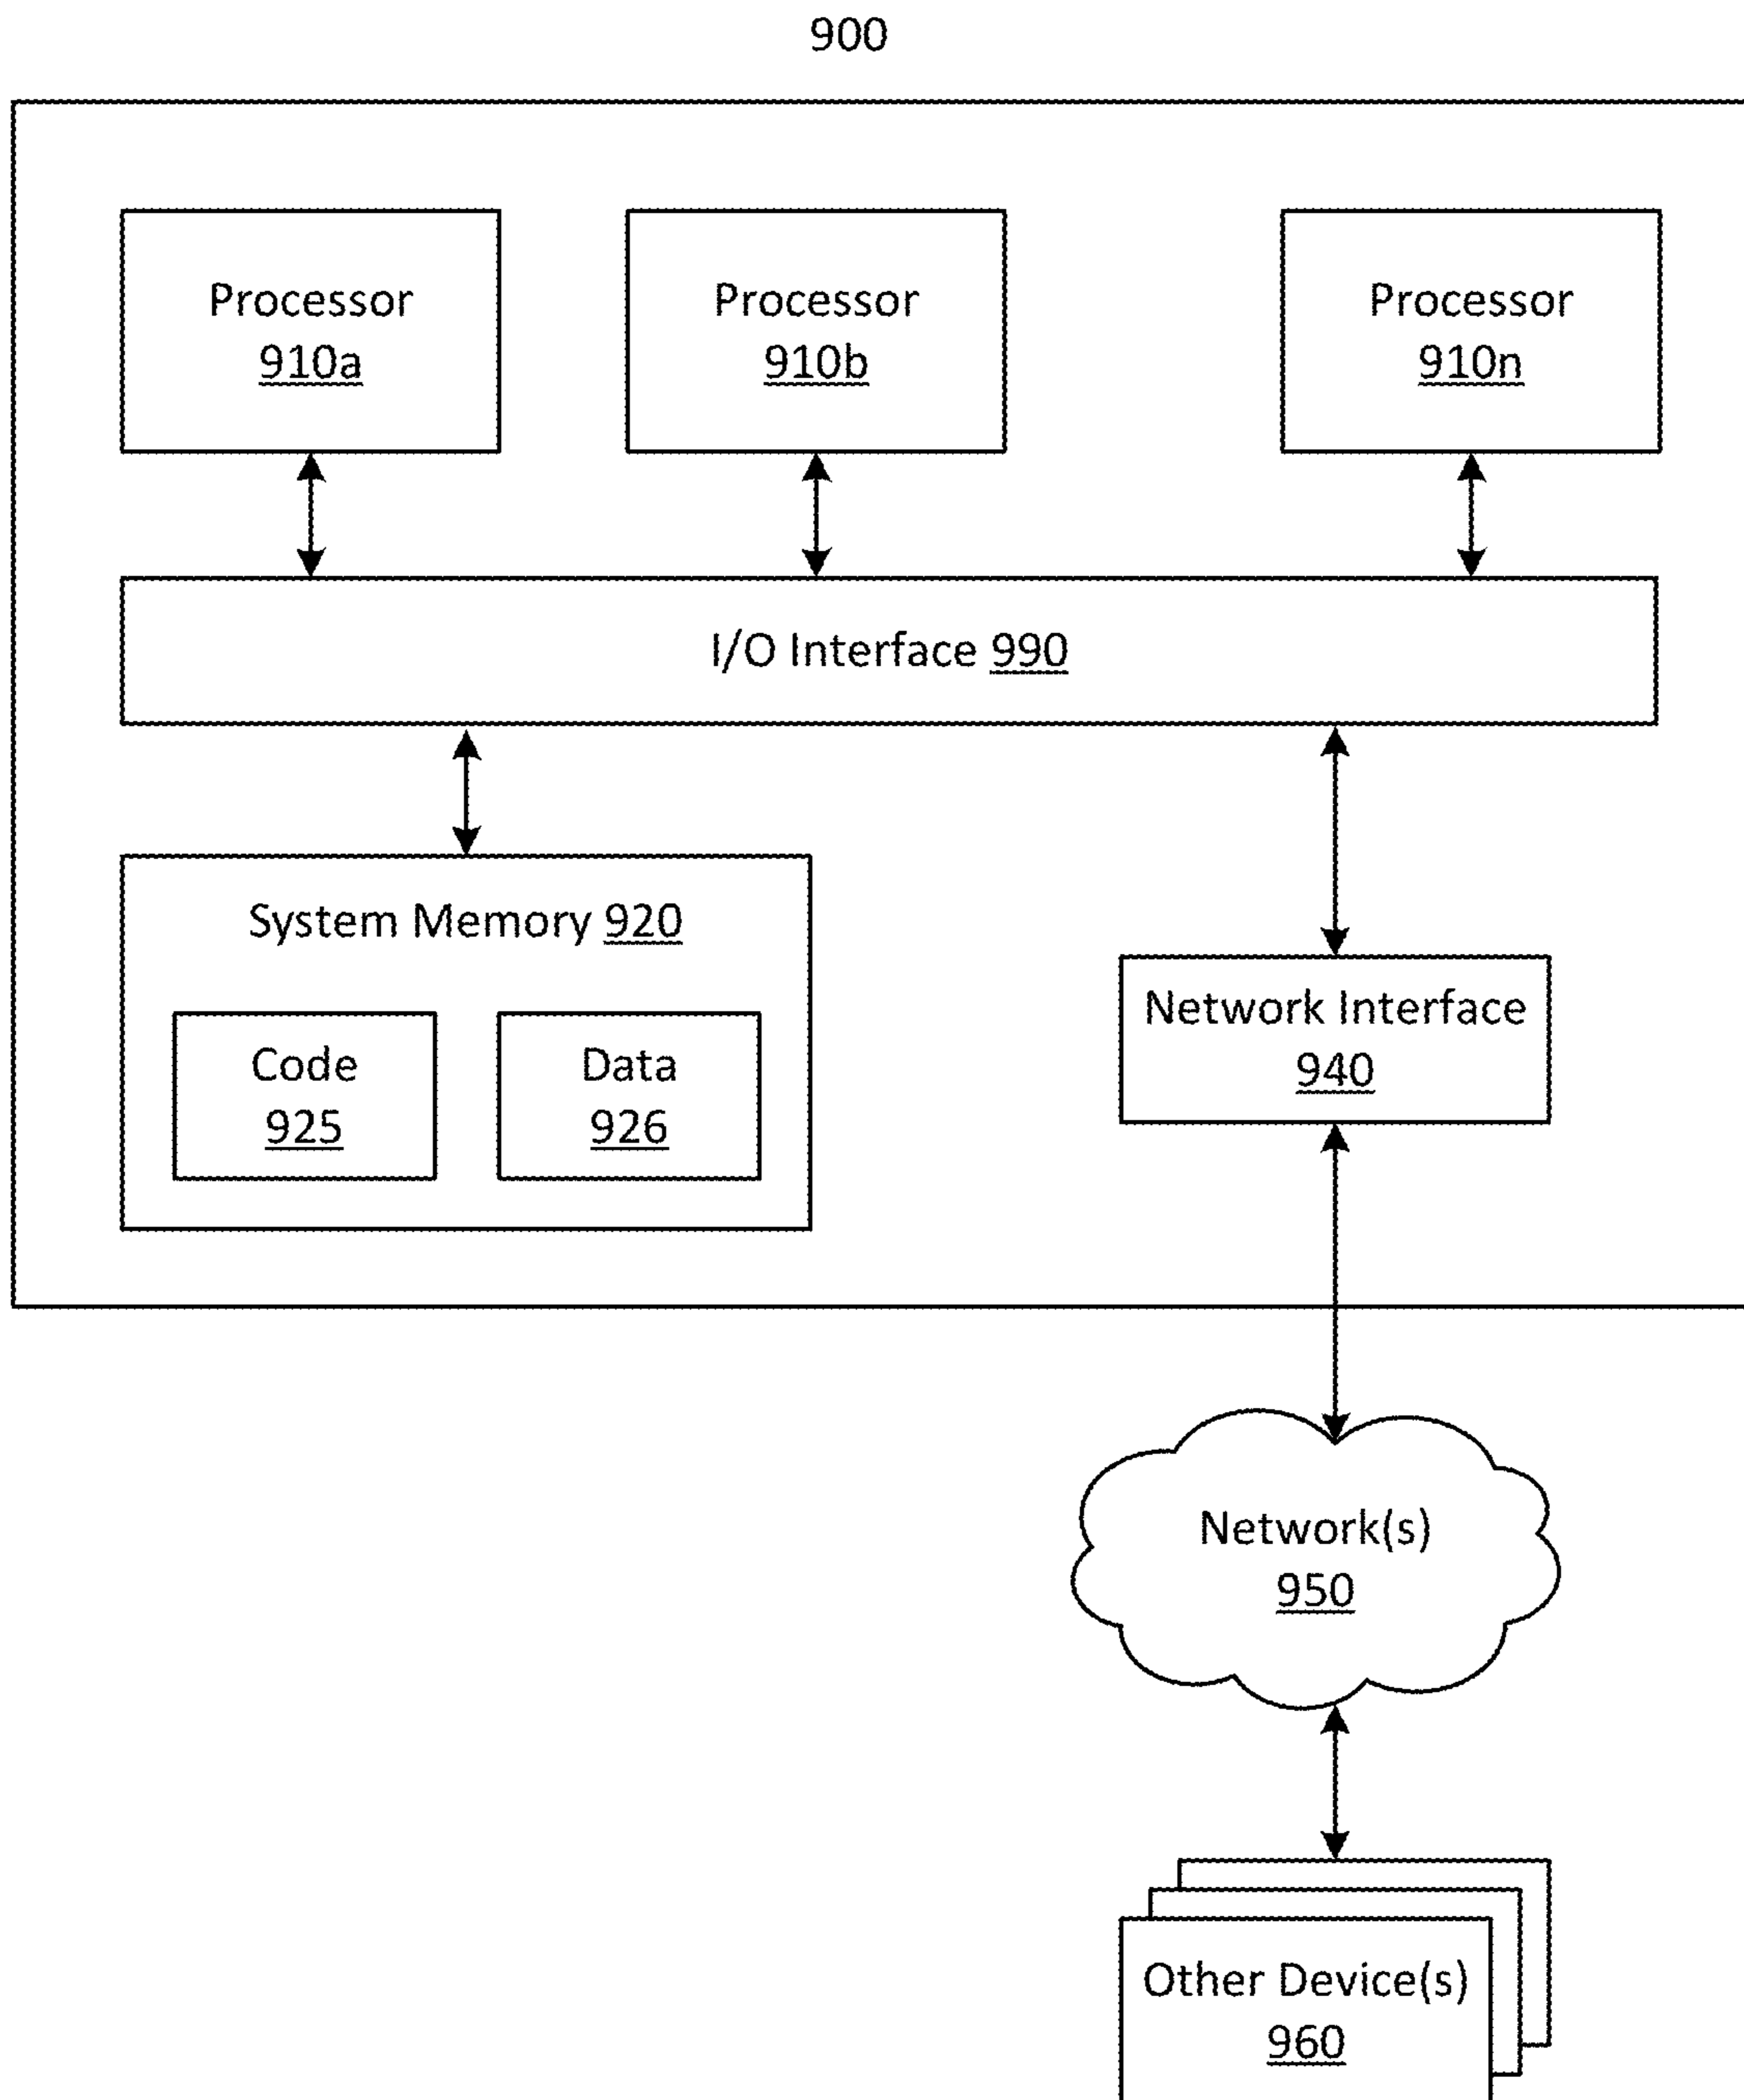 900
Processor
910a
Processor
910b
Processor
910n
I/O Interface 990
System Memory 920
Code
925
Data
926
Network Interface
940
Network(s)
950
Other Device(s)
960